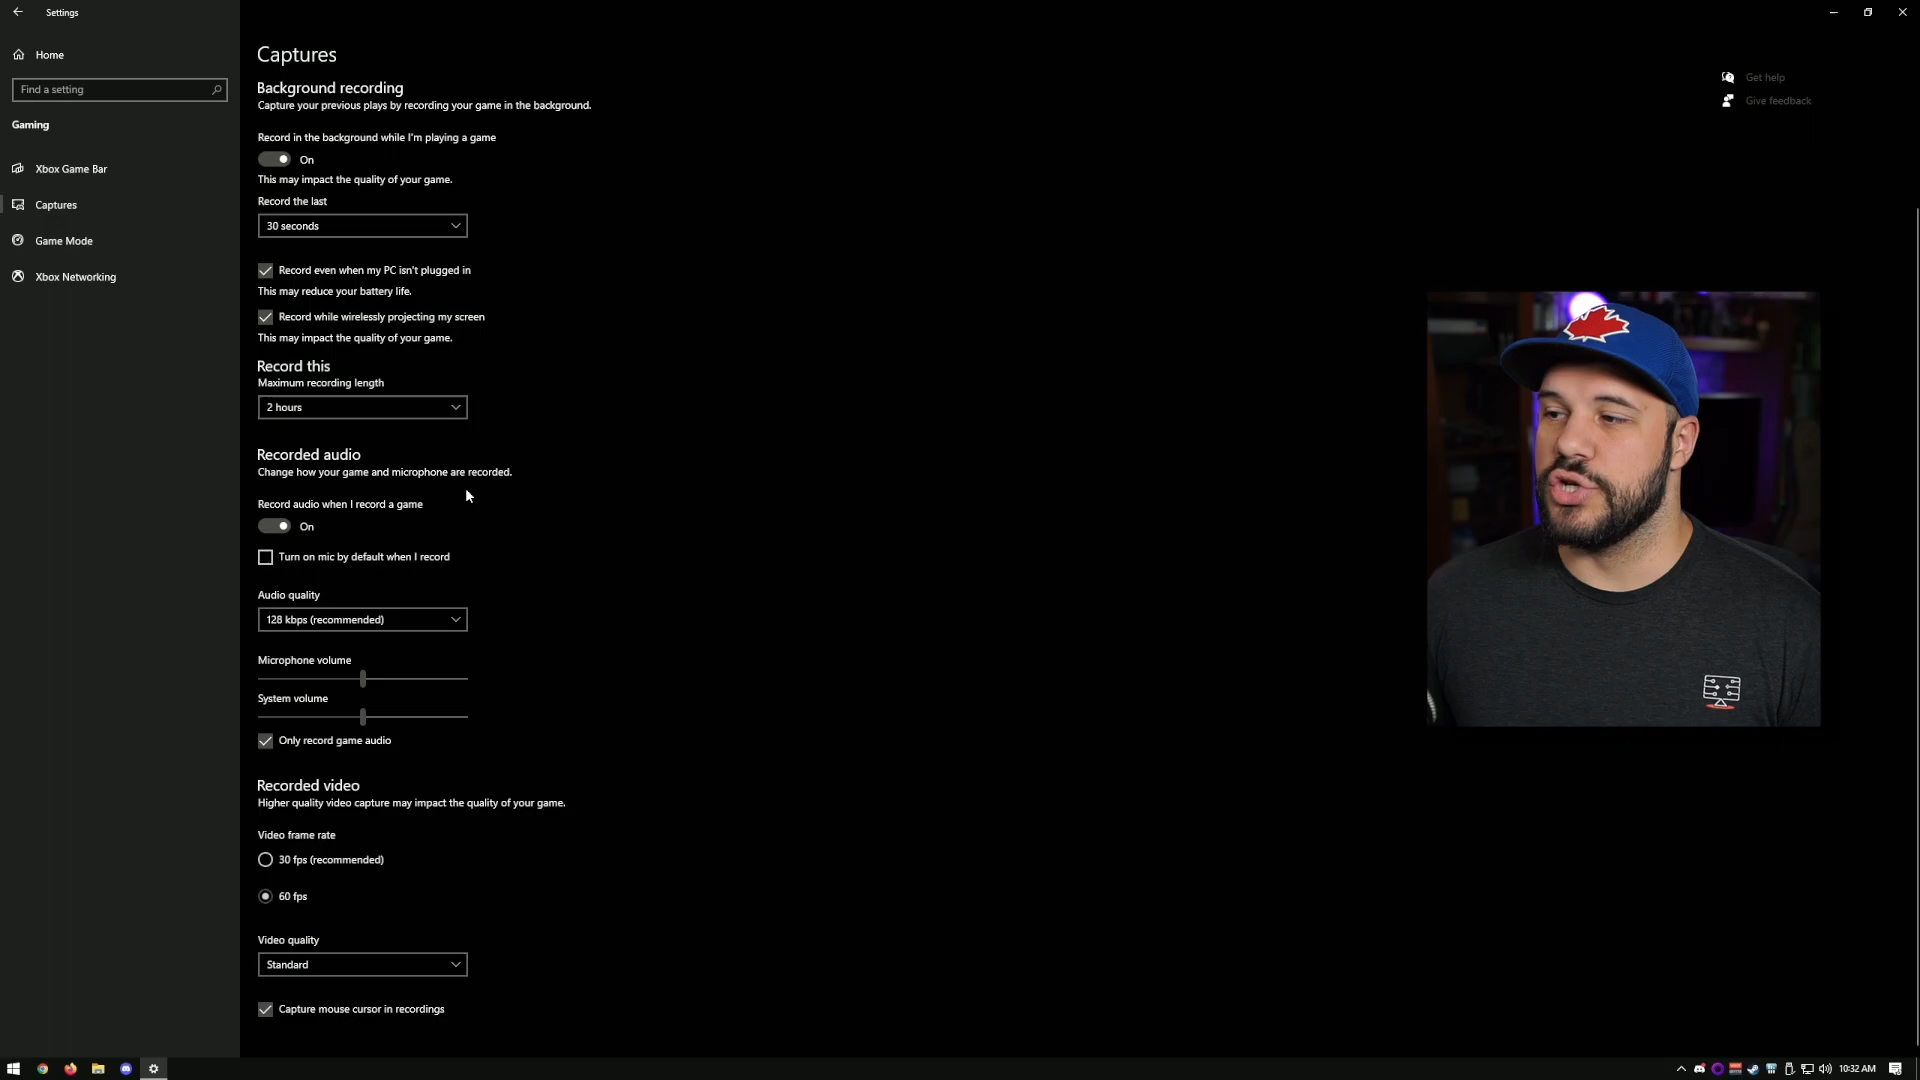 Settings
Home
Find a setting
Gaming
Xbox Game Bar
Captures
Game Mode
Xbox Networking
Captures
Background recording
Capture your previous plays by recording your game in the background.
Record in the background while I'm playing a game
On
This may impact the quality of your game.
Record the last
30 seconds
Record even when my PC isn't plugged in
This may reduce your battery life.
Record while wirelessly projecting my screen
This may impact the quality of your game.
Record this
Maximum recording length
2 hours
Recorded audio
Change how your game and microphone are recorded.
Record audio when I record a game
On
Turn on mic by default when I record
Audio quality
128 kbps (recommended)
Microphone volume
System volume
Only record game audio
Recorded video
Higher quality video capture may impact the quality of your game.
Video frame rate
30 fps (recommended)
60 fps
Video quality
Standard
Capture mouse cursor in recordings
Get help
Give feedback
10:32 AM